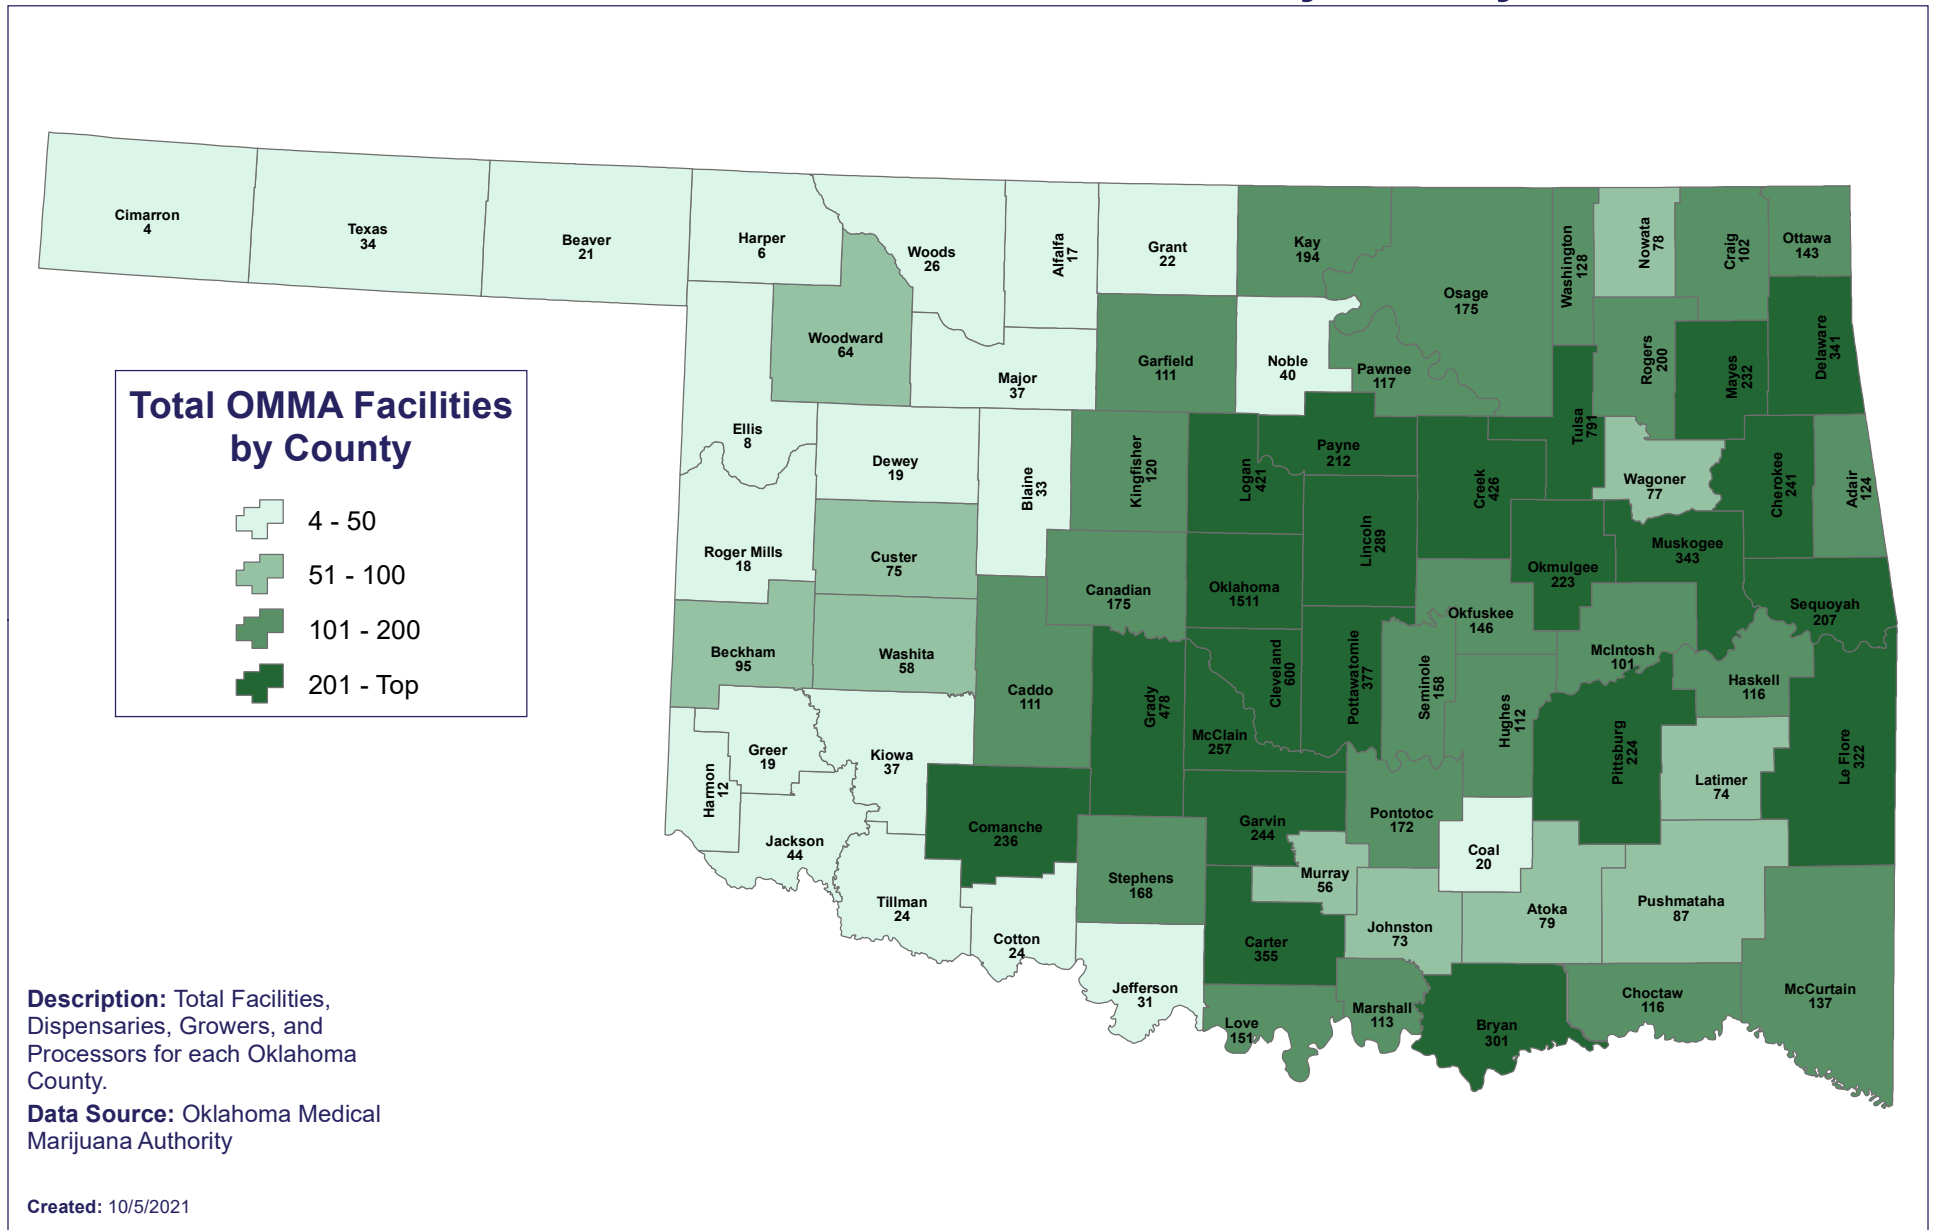 Cimarron
4
Texas
34
Beaver
21
Harper
6
Woods
26
Alfalfa
17
Grant
22
Kay
194
Osage
175
Washington
128
Nowata
78
Craig
102
Ottawa
143
Woodward
64
Major
37
Garfield
111
Noble
40
Pawnee
117
Rogers
200
Mayes
232
Delaware
341
Total OMMA Facilities
by County
4 - 50
51 - 100
101 - 200
201 - Top
Ellis
8
Dewey
19
Blaine
33
Kingfisher
120
Logan
421
Payne
212
Creek
426
Tulsa
791
Wagoner
77
Cherokee
241
Adair
124
Roger Mills
18
Custer
75
Canadian
175
Oklahoma
1511
Lincoln
289
Okmulgee
223
Muskogee
343
Sequoyah
207
Beckham
95
Washita
58
Caddo
111
Grady
478
Cleveland
600
McClain
257
Pottawatomie
377
Seminole
158
Okfuskee
146
Hughes
112
McIntosh
101
Haskell
116
Pittsburg
224
Latimer
74
Le Flore
322
Harmon
12
Greer
19
Kiowa
37
Jackson
44
Comanche
236
Tillman
24
Cotton
24
Stephens
168
Jefferson
31
Garvin
244
Murray
56
Carter
355
Love
151
Pontotoc
172
Johnston
73
Marshall
113
Coal
20
Atoka
79
Bryan
301
Pushmataha
87
Choctaw
116
McCurtain
137
Description: Total Facilities,
Dispensaries, Growers, and
Processors for each Oklahoma
County.
Data Source: Oklahoma Medical
Marijuana Authority
Created: 10/5/2021